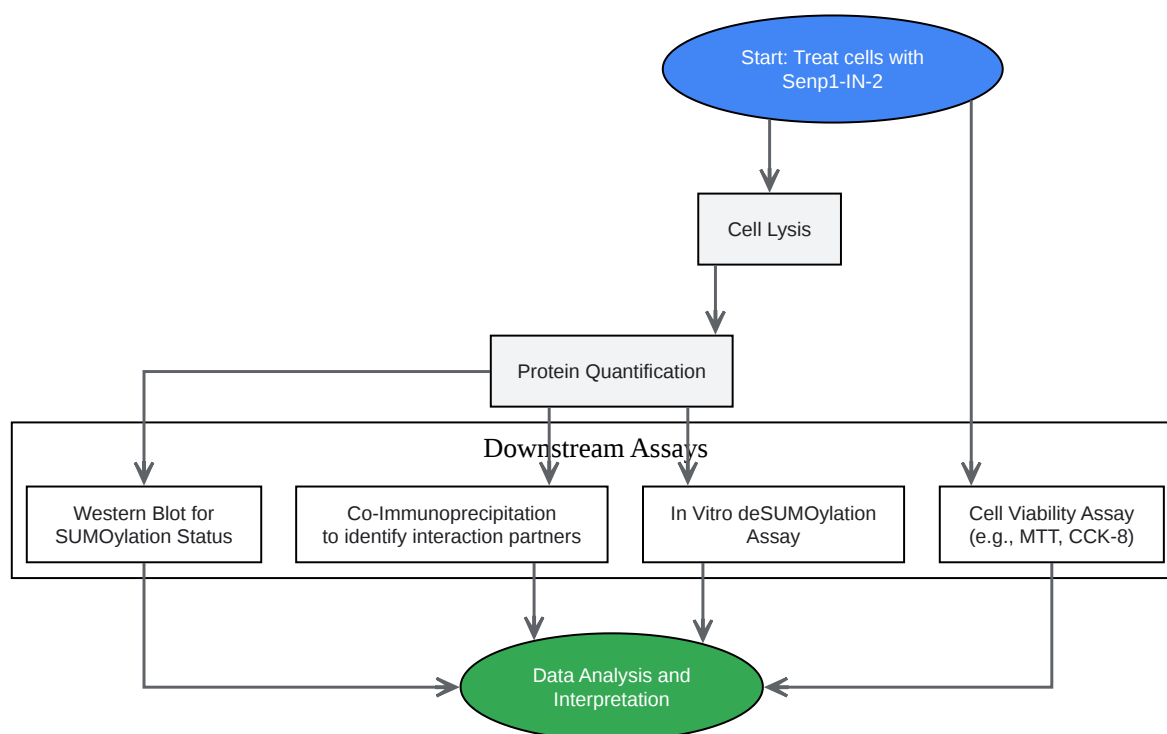 Start: Treat cells with
Senp1-IN-2
Cell Lysis
Protein Quantification
Downstream Assays
Western Blot for
SUMOylation Status
Co-Immunoprecipitation
to identify interaction partners
In Vitro deSUMOylation
Assay
Cell Viability Assay
(e.g., MTT, CCK-8)
Data Analysis and
Interpretation